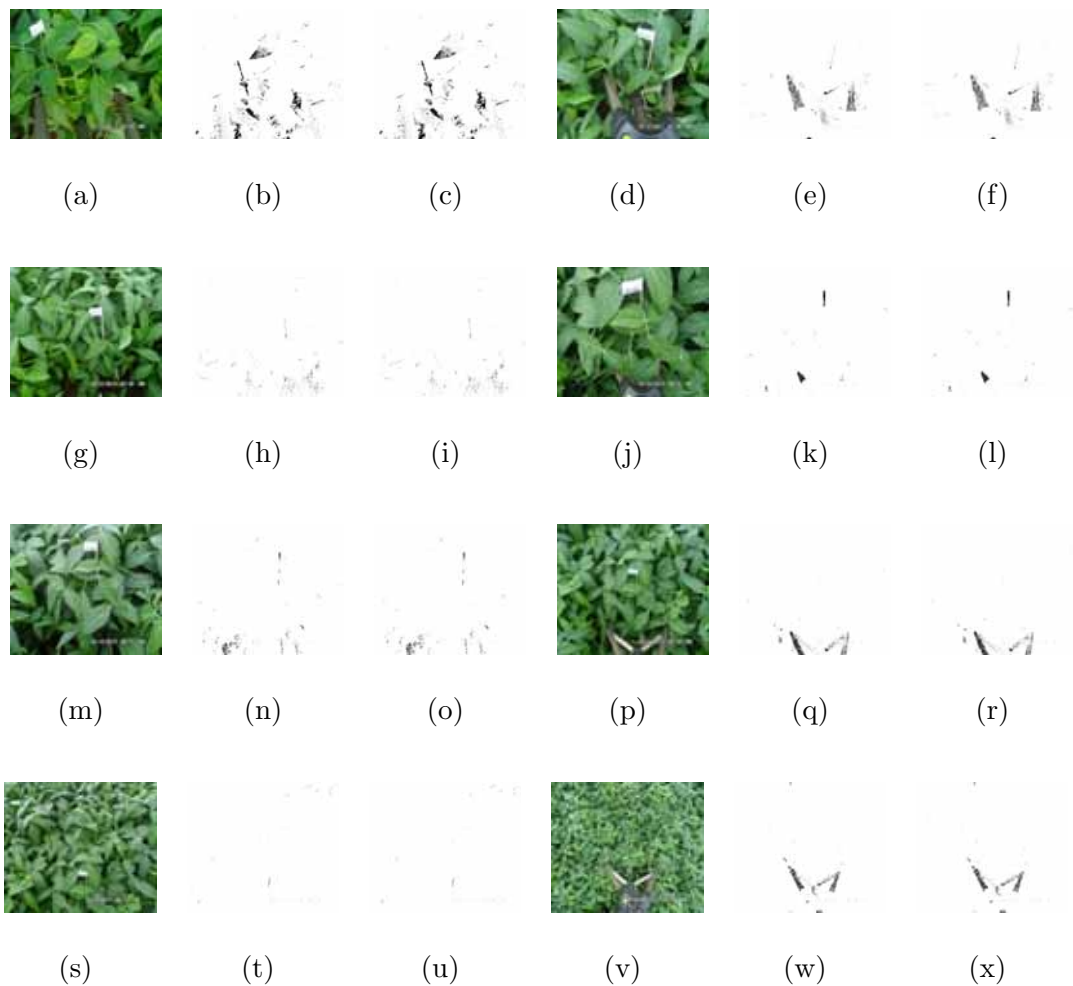 (a) (b) (c) (d) (e) (f)
(g) (h) (i) (j) (k) (l)
(m) (n) (o) (p) (q) (r)
(s) (t) (u) (v) (w) (x)